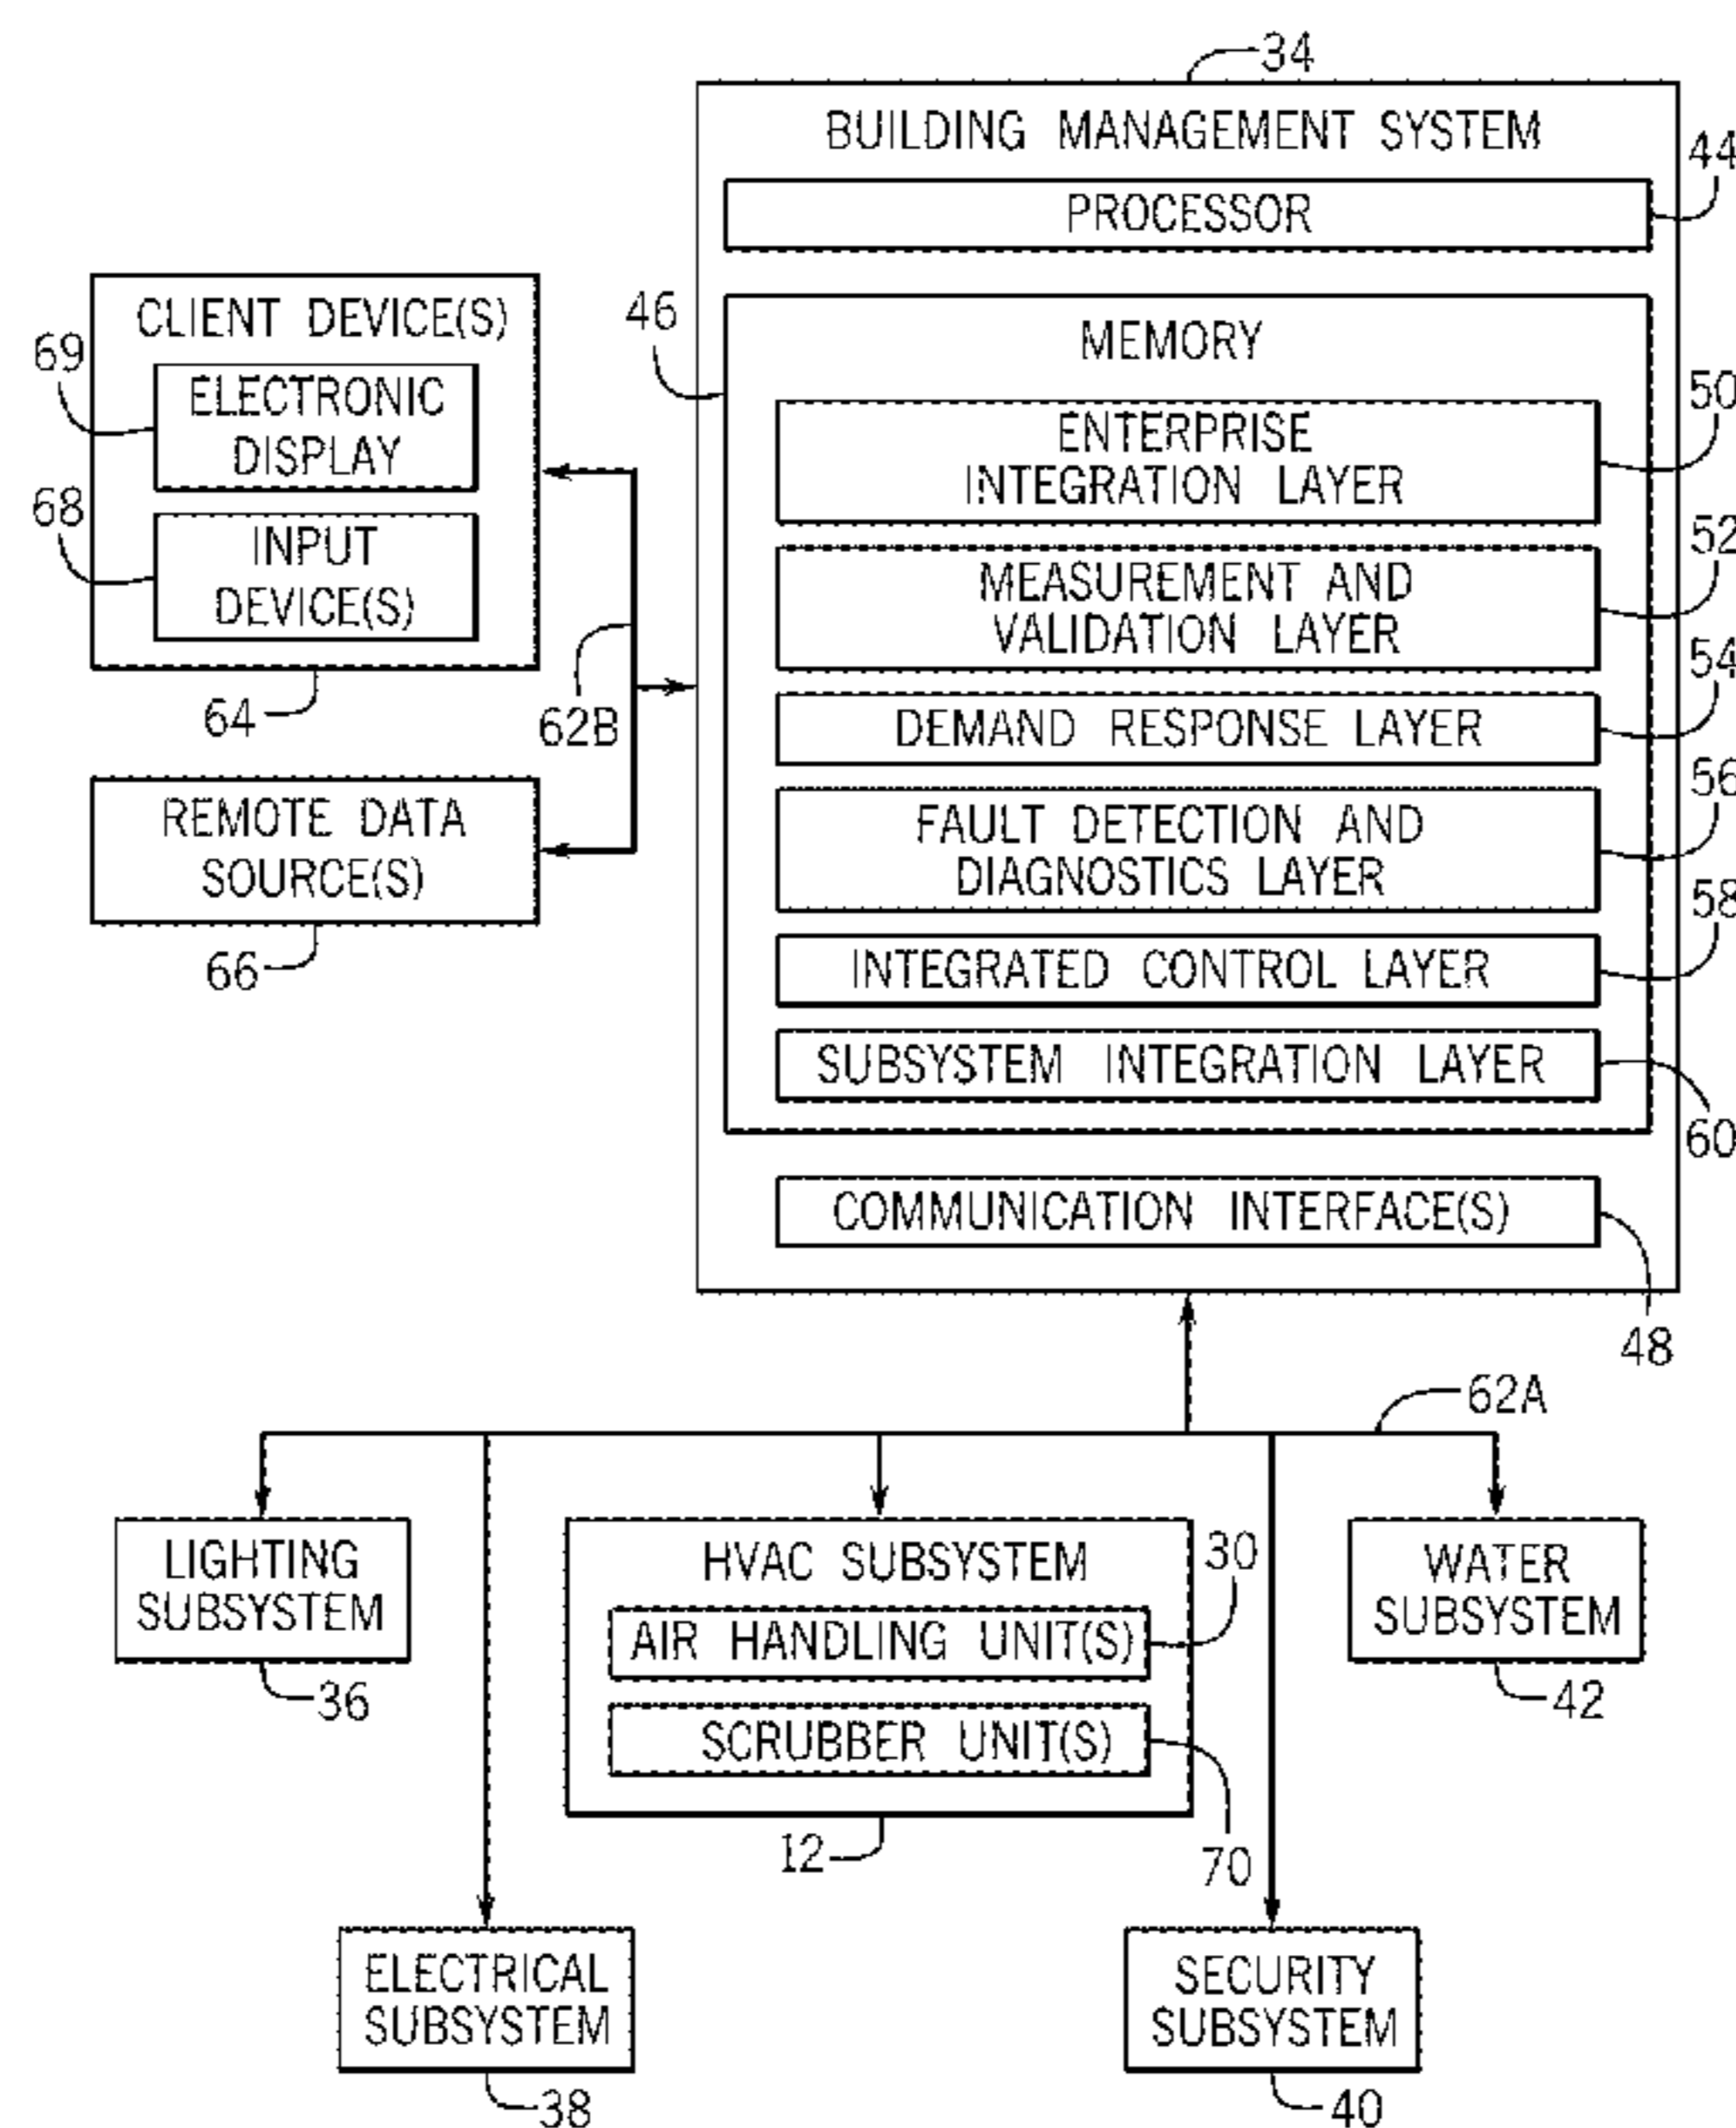 34
BUILDING MANAGEMENT SYSTEM
44
PROCESSOR
CLIENT DEVICE(S)
46
MEMORY
69
ELECTRONIC
DISPLAY
50
ENTERPRISE
INTEGRATION LAYER
68
INPUT
DEVICE(S)
52
MEASUREMENT AND
VALIDATION LAYER
64
62B
54
DEMAND RESPONSE LAYER
REMOTE DATA
SOURCE(S)
56
FAULT DETECTION AND
DIAGNOSTICS LAYER
66
58
INTEGRATED CONTROL LAYER
SUBSYSTEM INTEGRATION LAYER
60
COMMUNICATION INTERFACE(S)
48
62A
LIGHTING
SUBSYSTEM
36
HVAC SUBSYSTEM
30
AIR HANDLING UNIT(S)
SCRUBBER UNIT(S)
12
70
WATER
SUBSYSTEM
42
ELECTRICAL
SUBSYSTEM
38
SECURITY
SUBSYSTEM
40